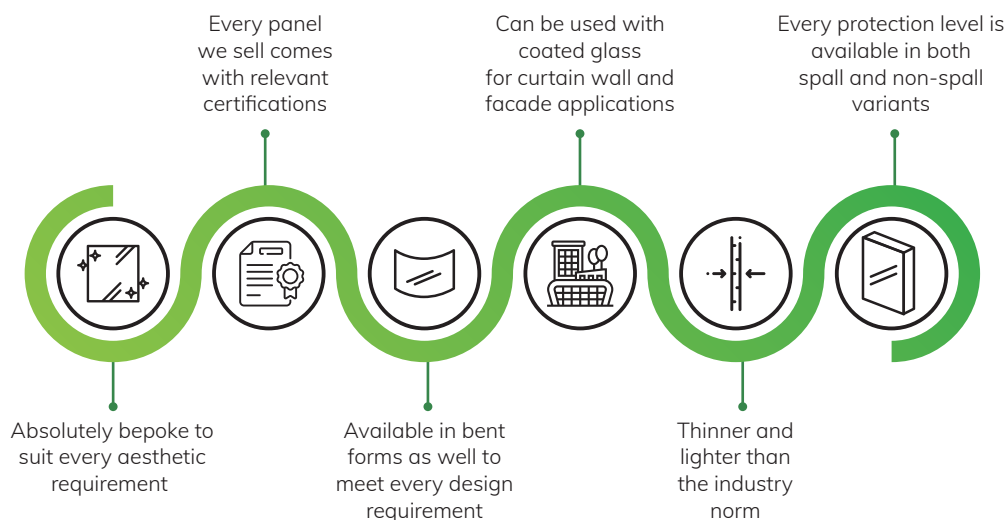 Every panel
we sell comes
with relevant
certifications
Can be used with
coated glass
for curtain wall and
facade applications
Every protection level is
available in both
spall and non-spall
variants
Absolutely bepoke to
suit every aesthetic
requirement
Available in bent
forms as well to
meet every design
requirement
Thinner and
lighter than
the industry
norm